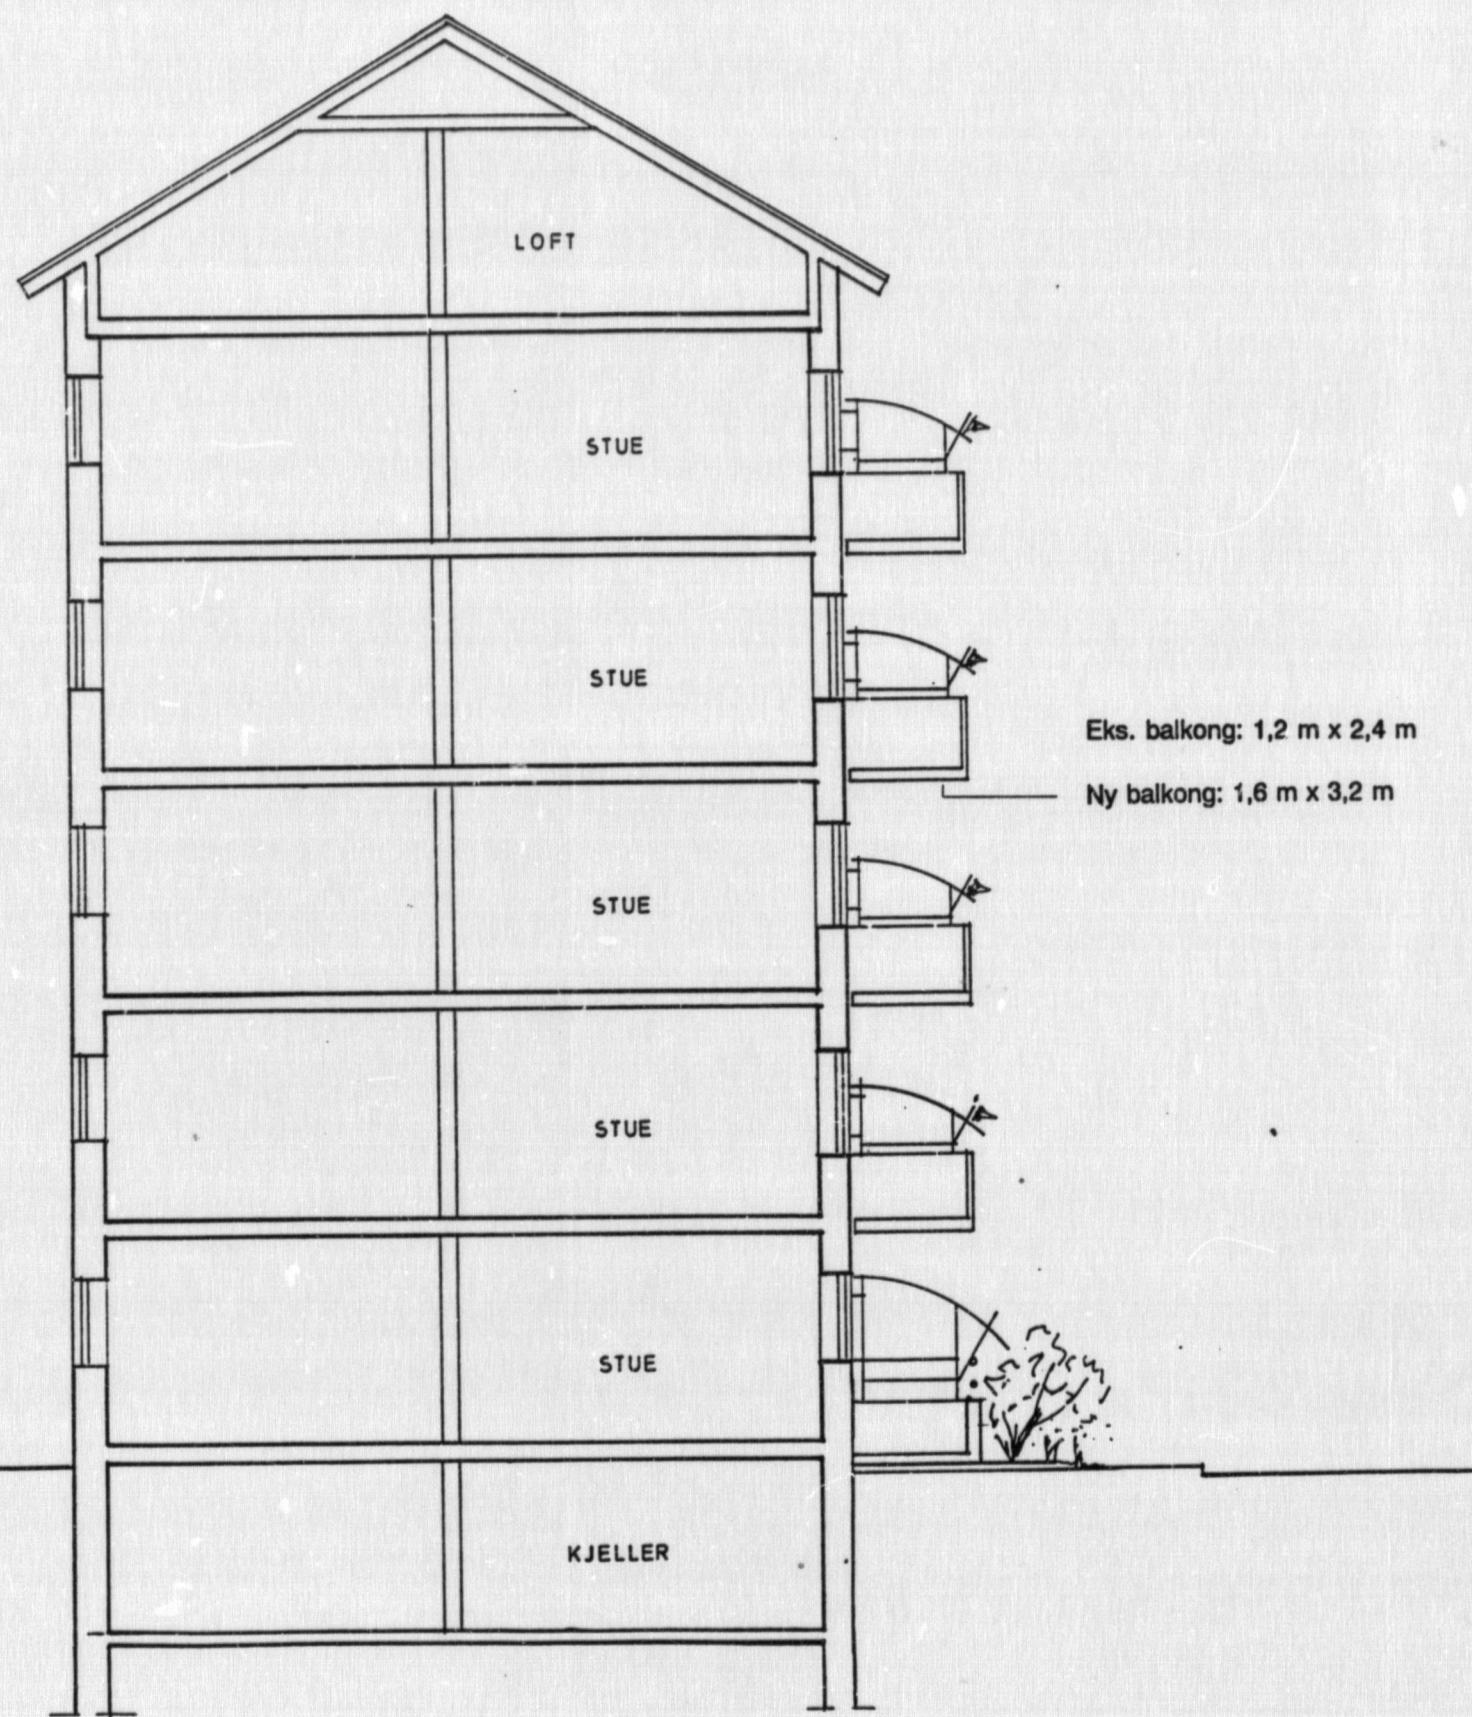 LOFT
STUE
STUE
Eks. balkong: 1,2 m x 2,4 m
Ny balkong: 1,6 m x 3,2 m
STUE
STUE
STUE
KJELLER